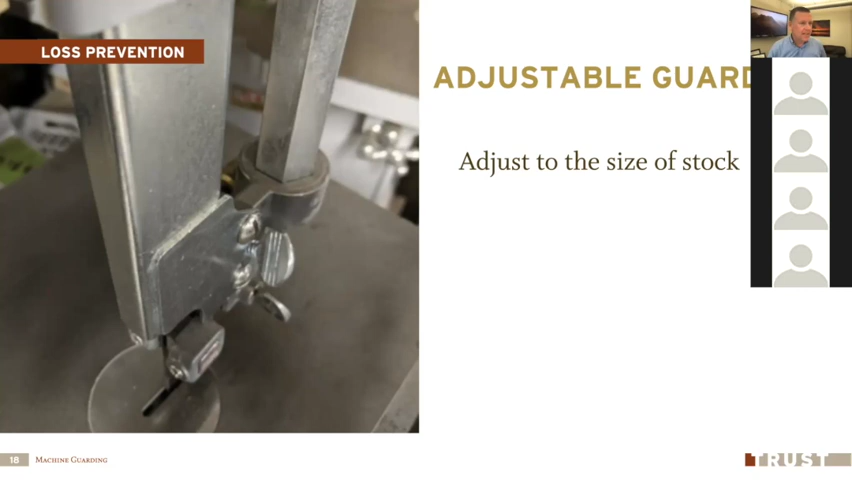 LOSS PREVENTION
ADJUSTABLE GUARD
Adjust to the size of stock
18 MACHINE GUARDING
TRUST